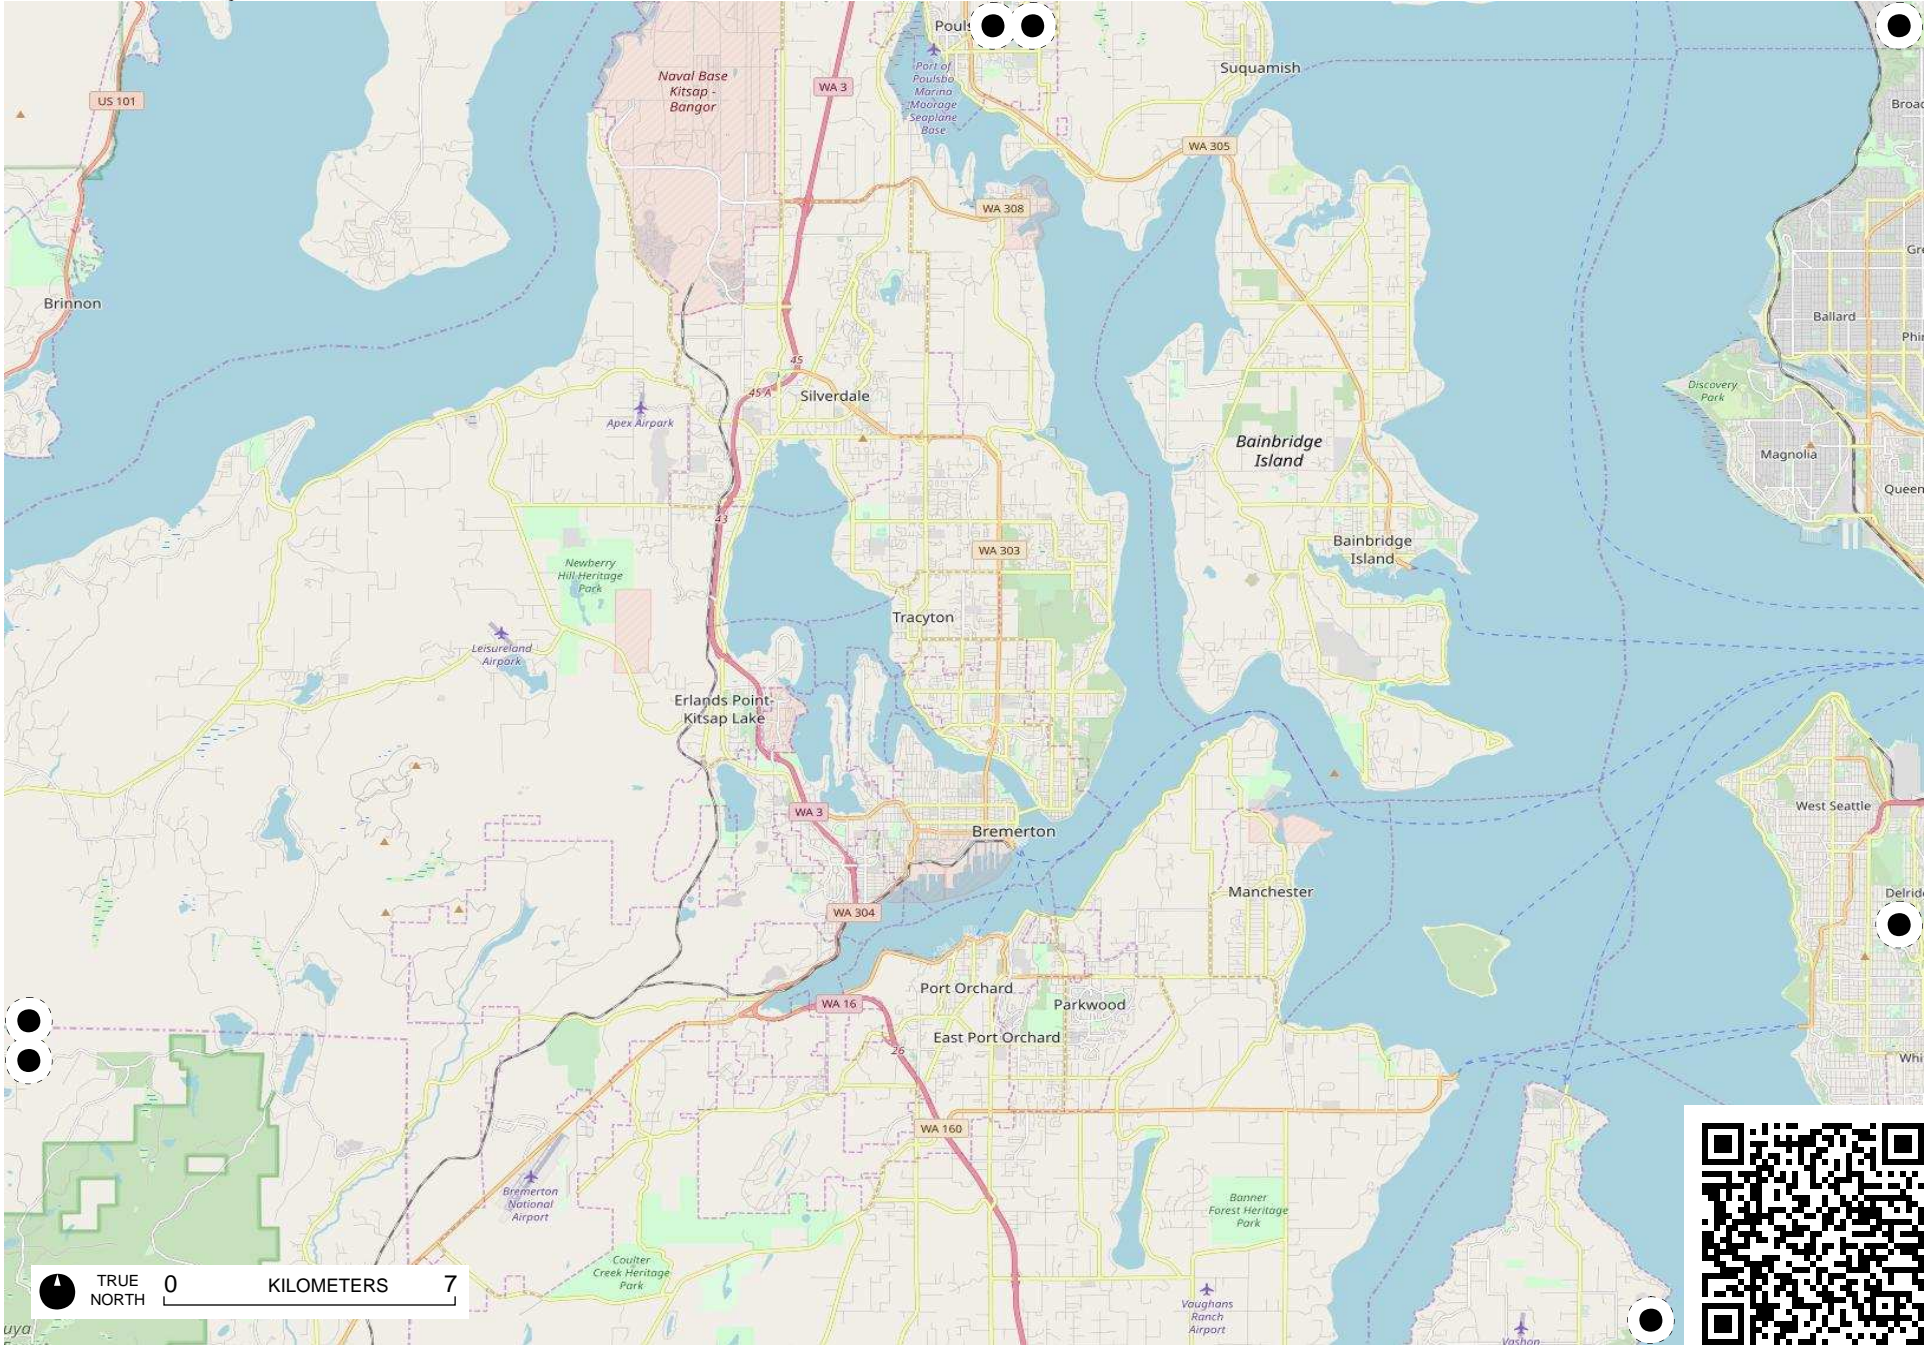 Naval Base
Kitsap -
Bangor
US 101
WA 3
Port of
Poulsbo
Marina
Moorage
Seaplane
Base
Suquamish
WA 305
WA 308
Brinnon
Ballard
45
45 A
Silverdale
Apex Airpark
Discovery
Park
Bainbridge
Island
Magnolia
43
WA 303
Bainbridge
Island
Newberry
Hill Heritage
Park
Tracyton
Leisureland
Airpark
Erlands Point-
Kitsap Lake
WA 3
West Seattle
Bremerton
Manchester
WA 304
Port Orchard
WA 16
Parkwood
East Port Orchard
26
WA 160
Bremerton
National
Airport
Banner
Forest Heritage
Park
Coulter
Creek Heritage
Park
Vaughans
Ranch
Airport
TRUE
NORTH
0 KILOMETERS 7